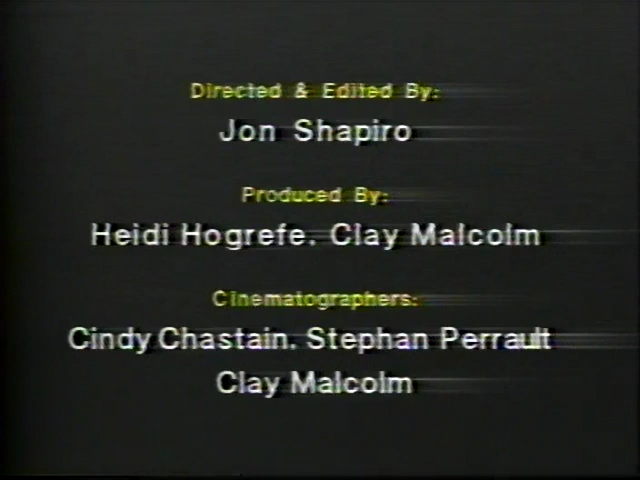 Directed & Edited By:
Jon Shapiro
Produced By:
Heidi Hogrefe, Clay Malcolm
Cinematographers:
Cindy Chastain, Stephan Perrault
Clay Malcolm